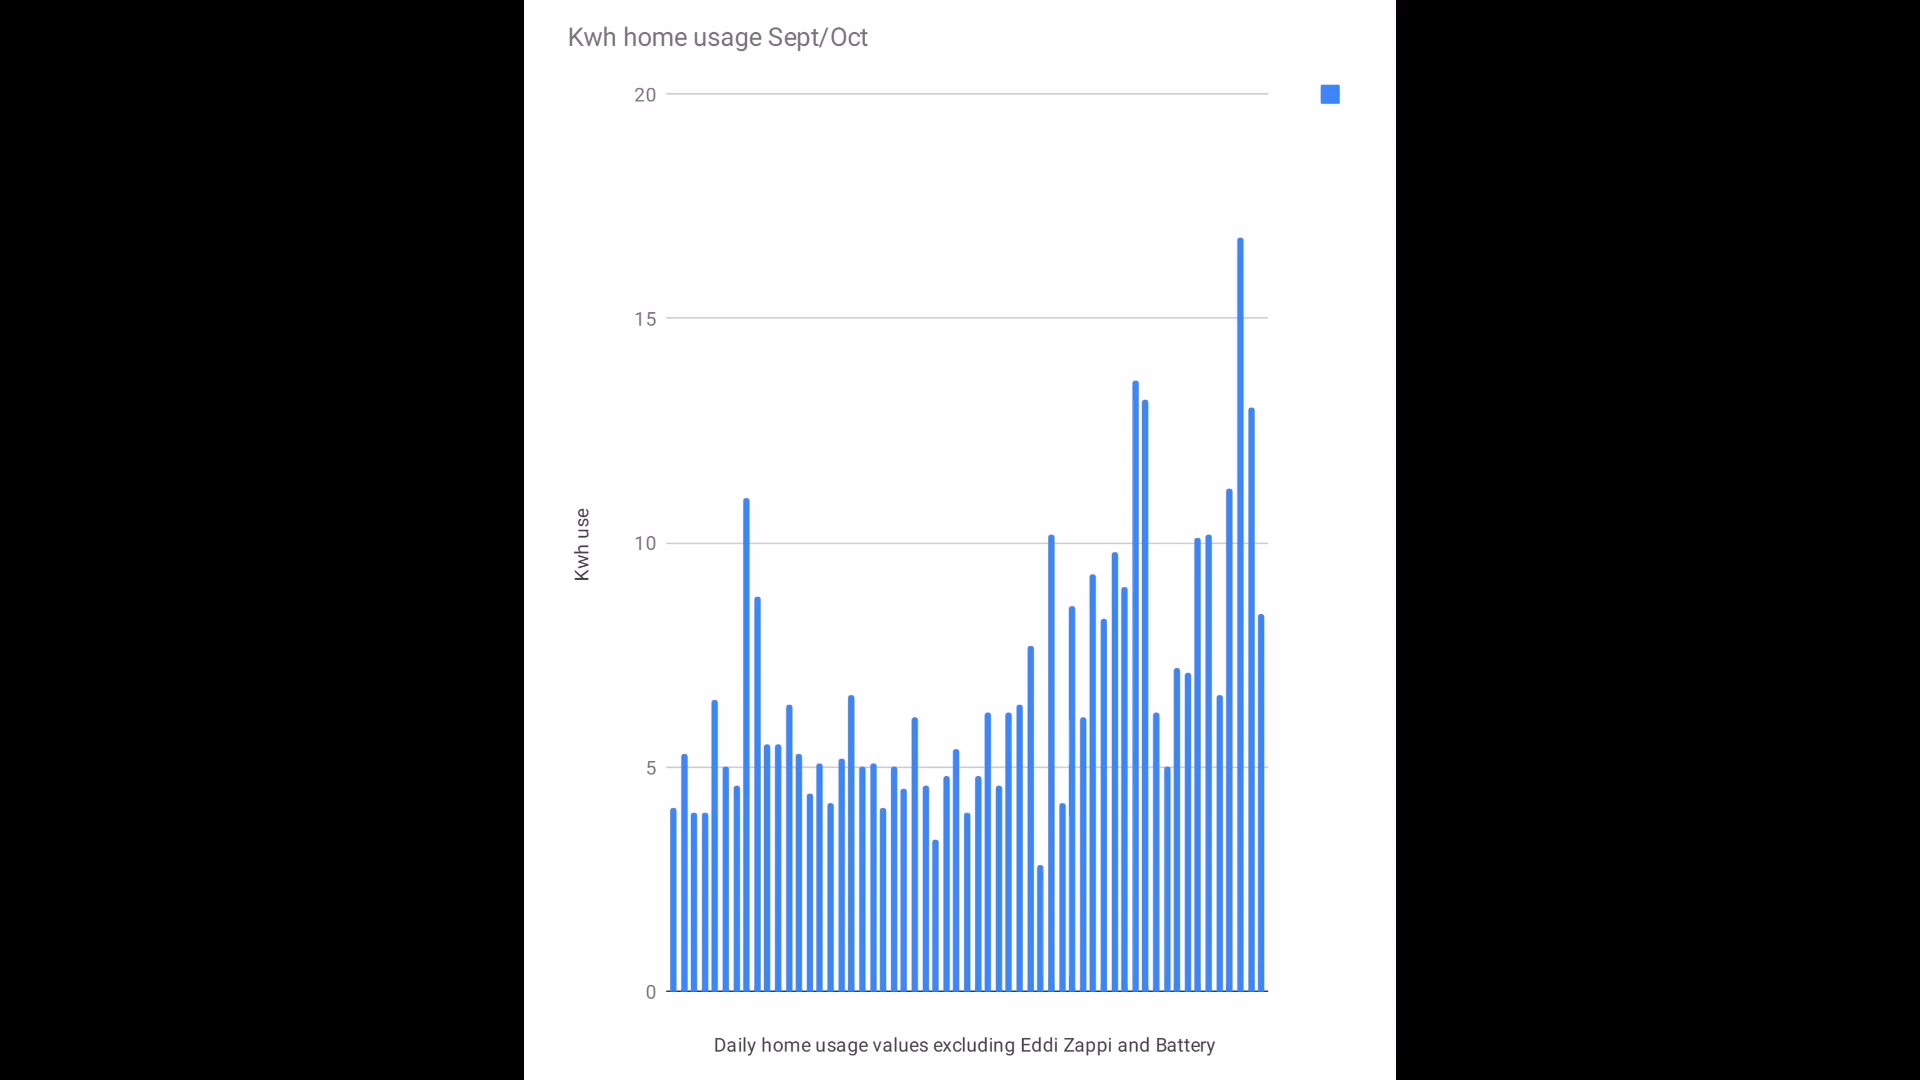 Kwh home usage Sept/Oct
20
15
10
5
0
Kwh use
Daily home usage values excluding Eddi Zappi and Battery